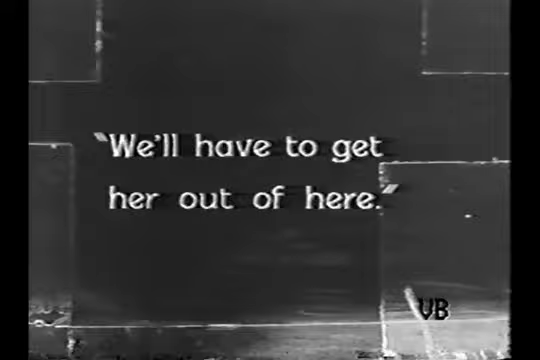 “We'll have to get
her out of here.”
VB